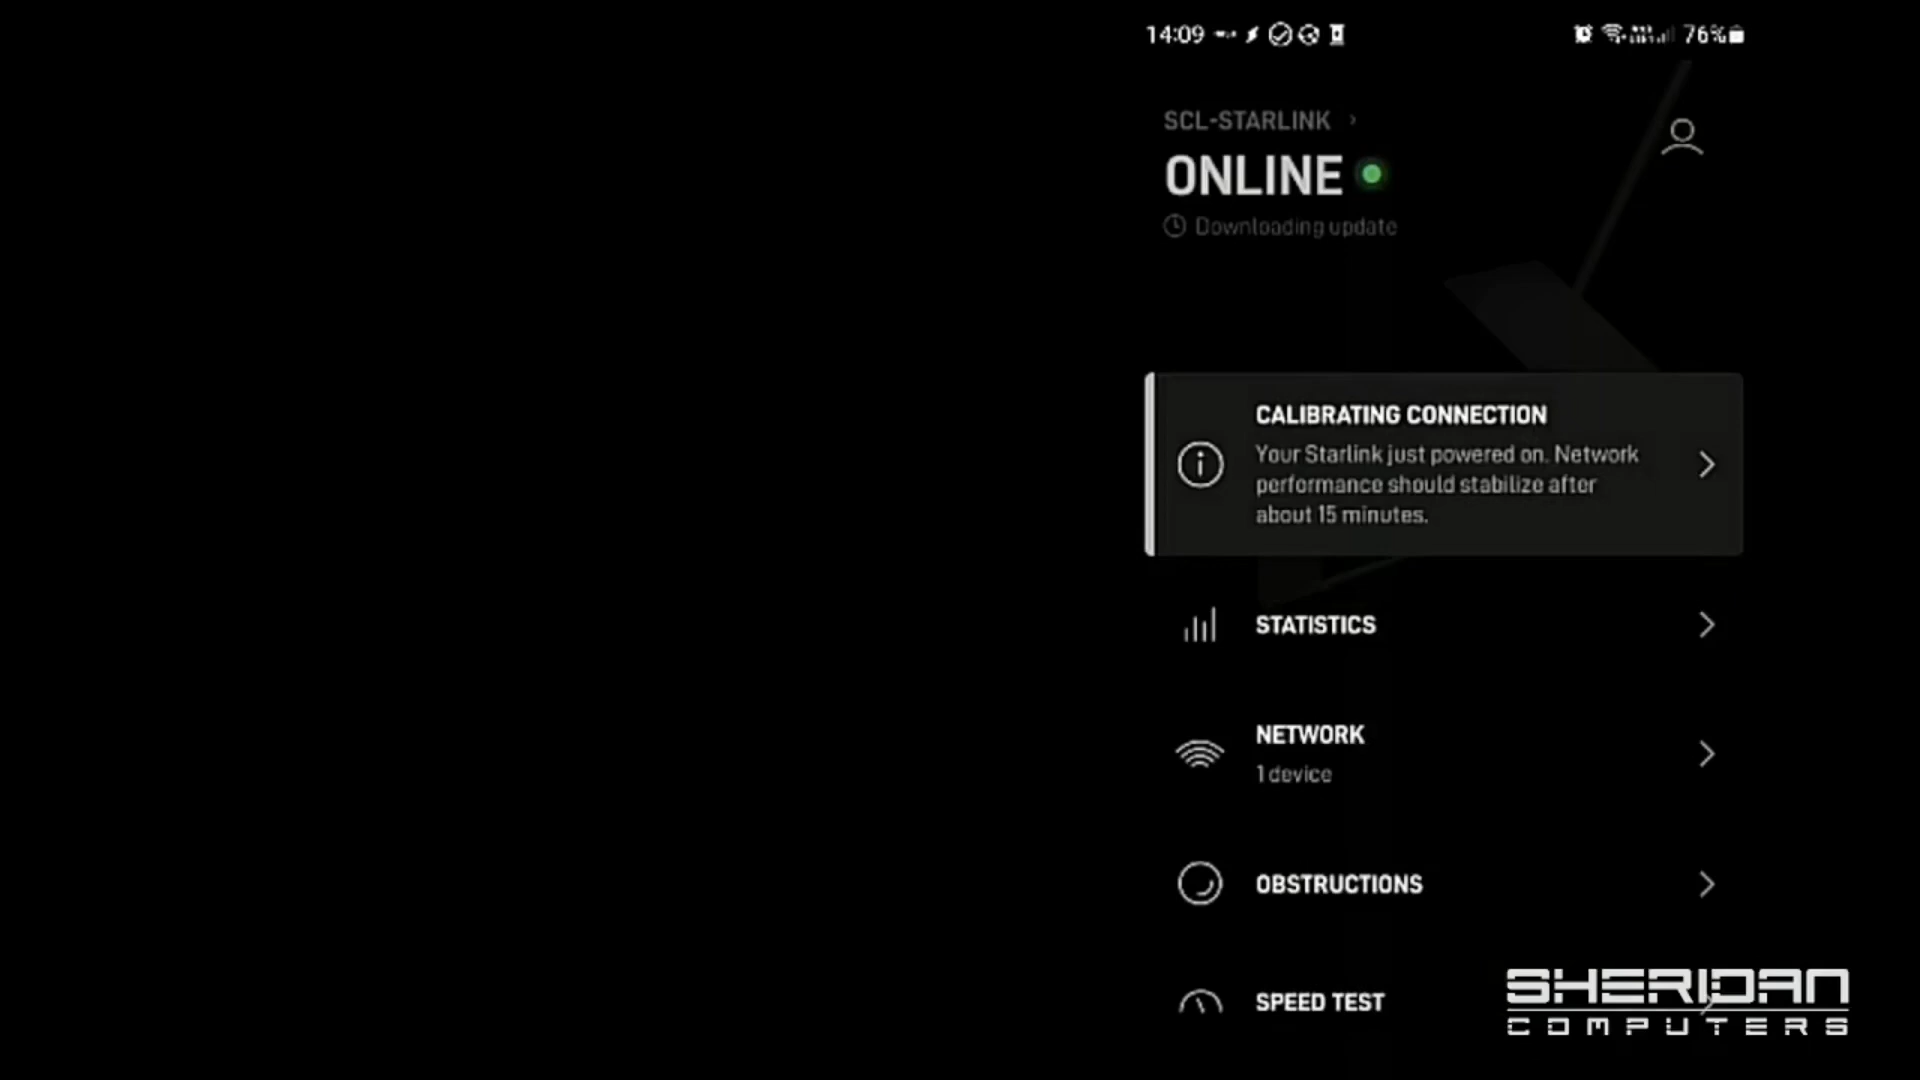 14:09
76%
SCL-STARLINK
ONLINE
Downloading update
CALIBRATING CONNECTION
Your Starlink just powered on. Network
performance should stabilize after
about 15 minutes.
STATISTICS
NETWORK
1 device
OBSTRUCTIONS
SPEED TEST
SHERIDAN
COMPUTERS